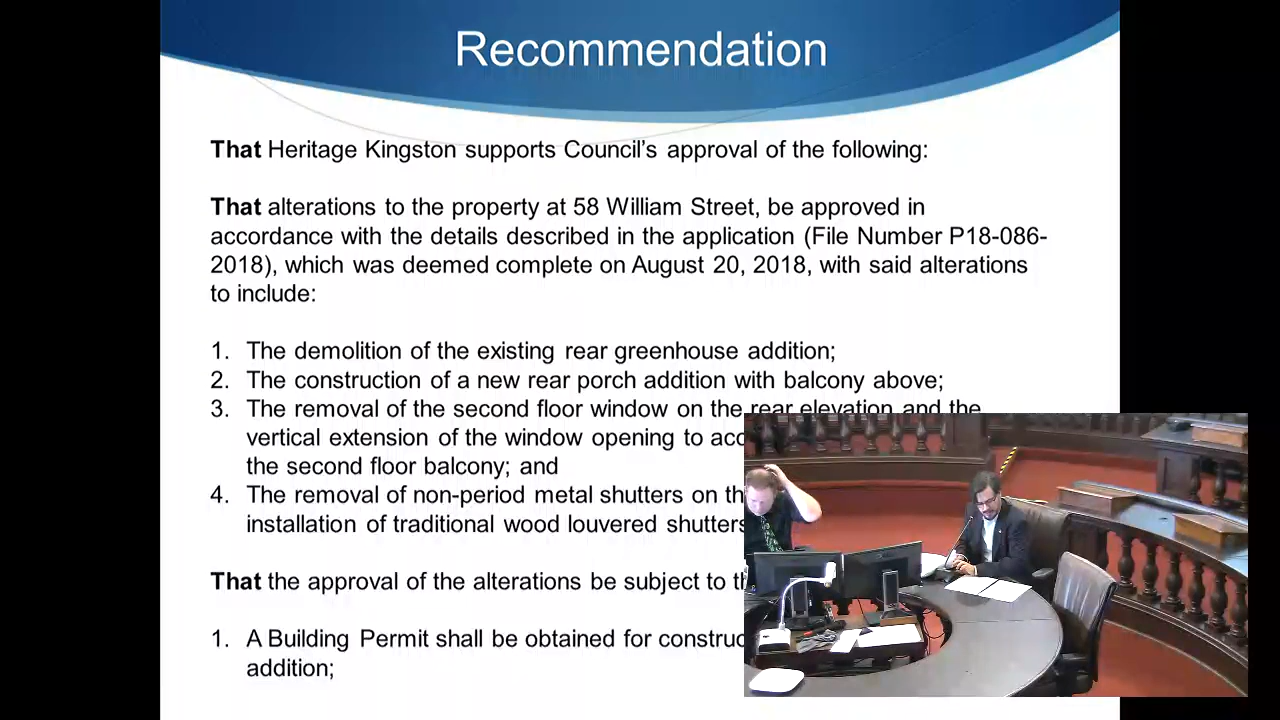 Recommendation
That Heritage Kingston supports Council's approval of the following:
That alterations to the property at 58 William Street, be approved in
accordance with the details described in the application (File Number P18-086-
2018), which was deemed complete on August 20, 2018, with said alterations
to include:
1. The demolition of the existing rear greenhouse addition;
2. The construction of a new rear porch addition with balcony above;
3. The removal of the second floor window on the rear elevation and the
vertical extension of the window opening to
the second floor balcony; and
4. The removal of non-period metal shutters on
installation of traditional wood louvered shutters
That the approval of the alterations be subject to
1. A Building Permit shall be obtained for
addition;